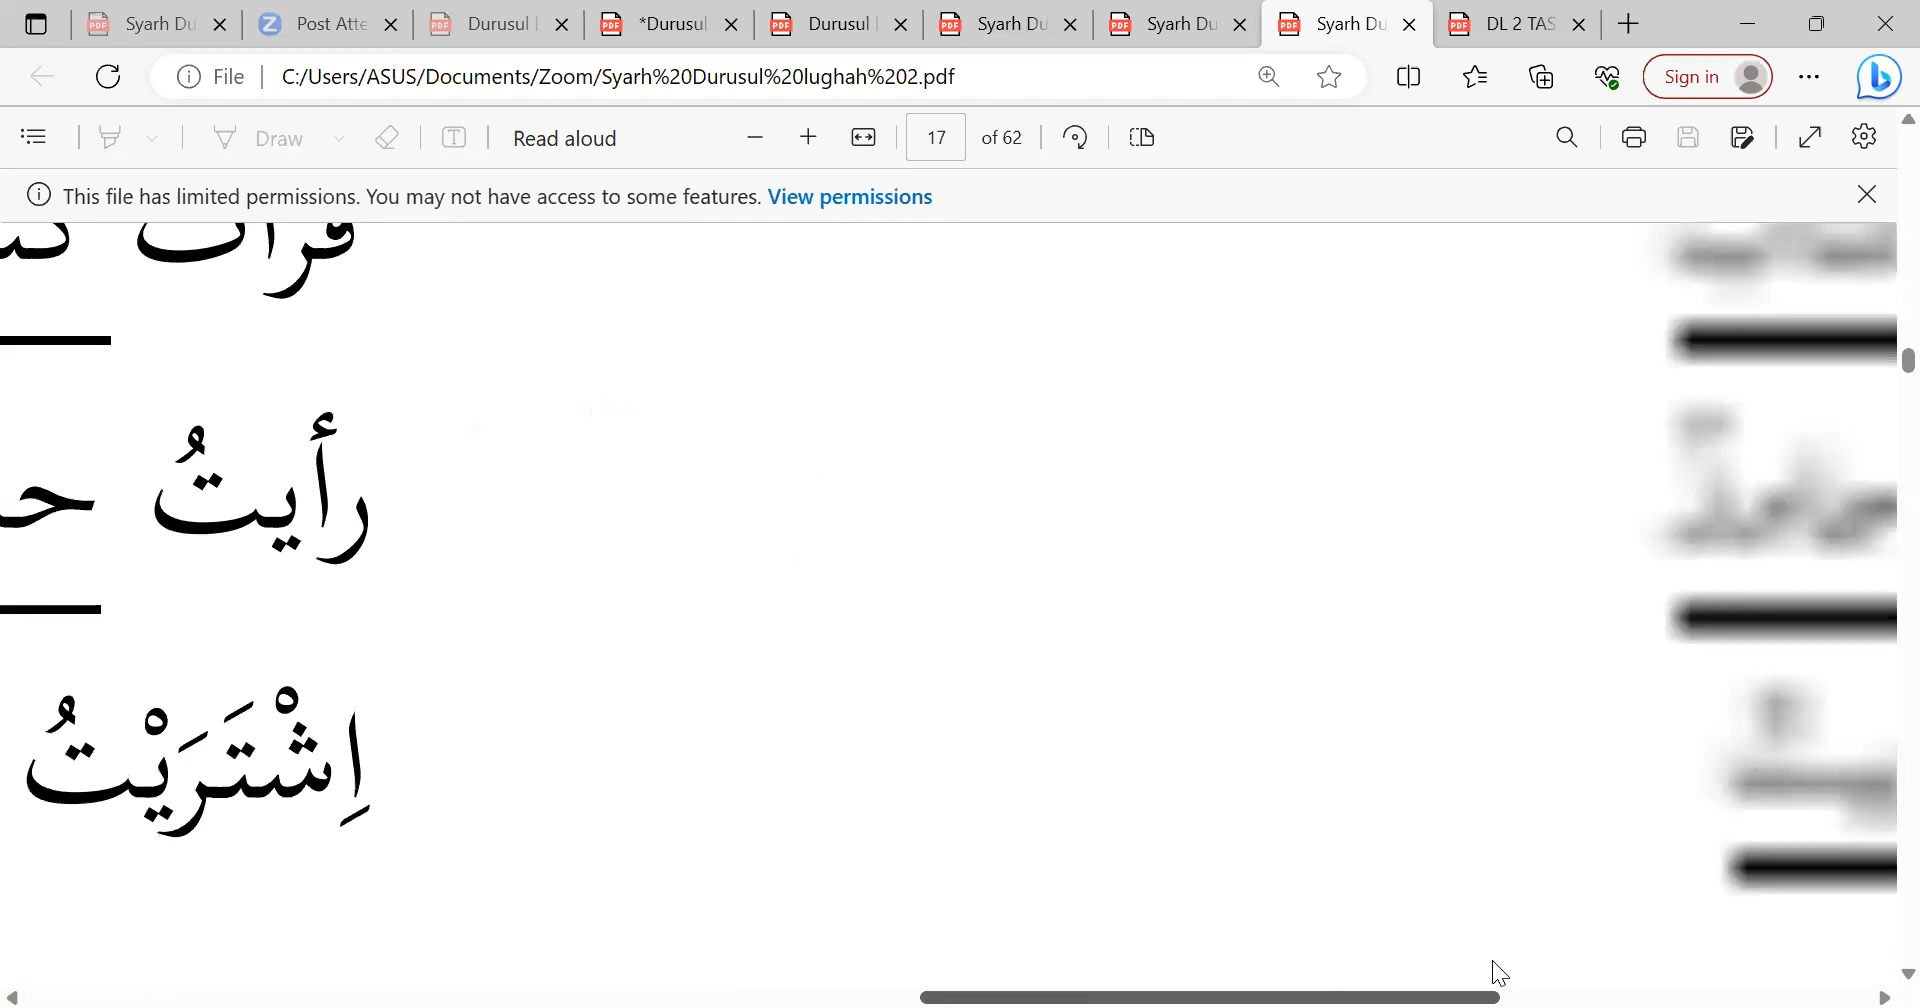 Syarh Du
Post Atte
Durusul
*Durusul
Durusul
Syarh Du
Syarh Du
Syarh Du
DL 2 TAS
File
C:/Users/ASUS/Documents/Zoom/Syarh%20Durusul%20lughah%202.pdf
Sign in
Draw
Read aloud
17
of 62
This file has limited permissions. You may not have access to some features. View permissions
رأيتُ
اِشْتَرَيْتُ